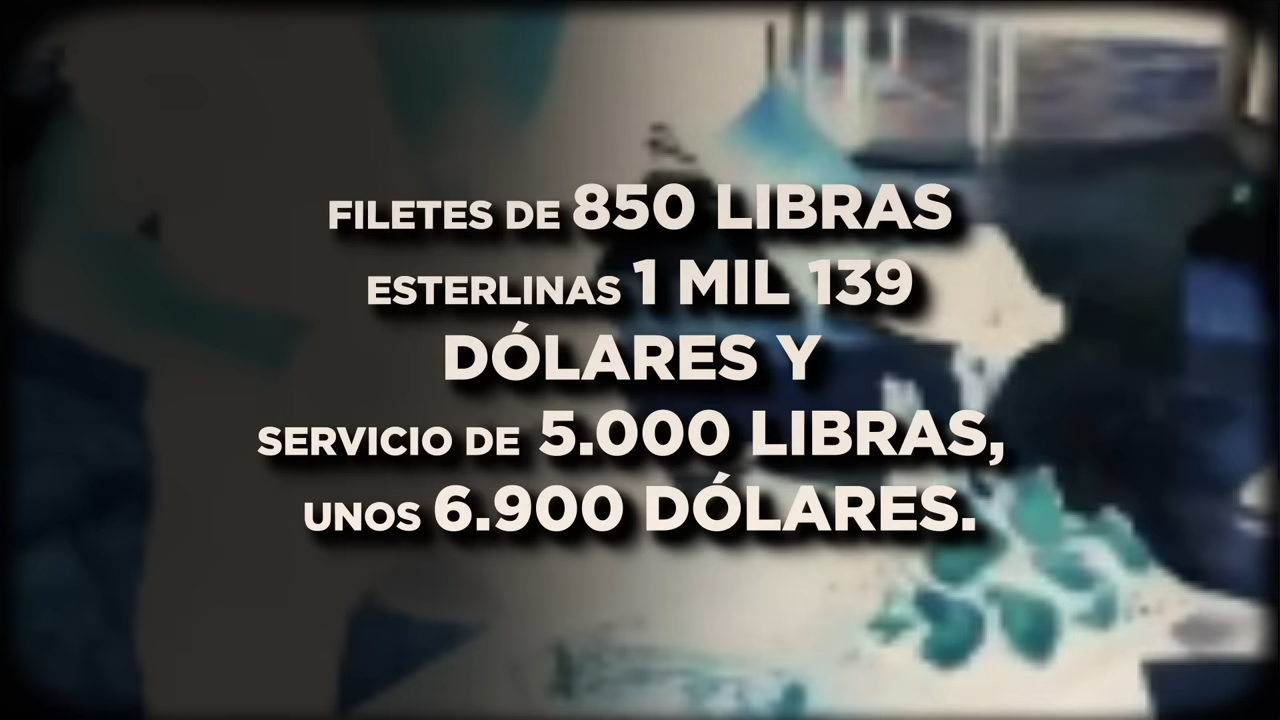 FILETES DE 850 LIBRAS
ESTERLINAS 1 MIL 139
DÓLARES Y
SERVICIO DE 5.000 LIBRAS,
UNOS 6.900 DÓLARES.